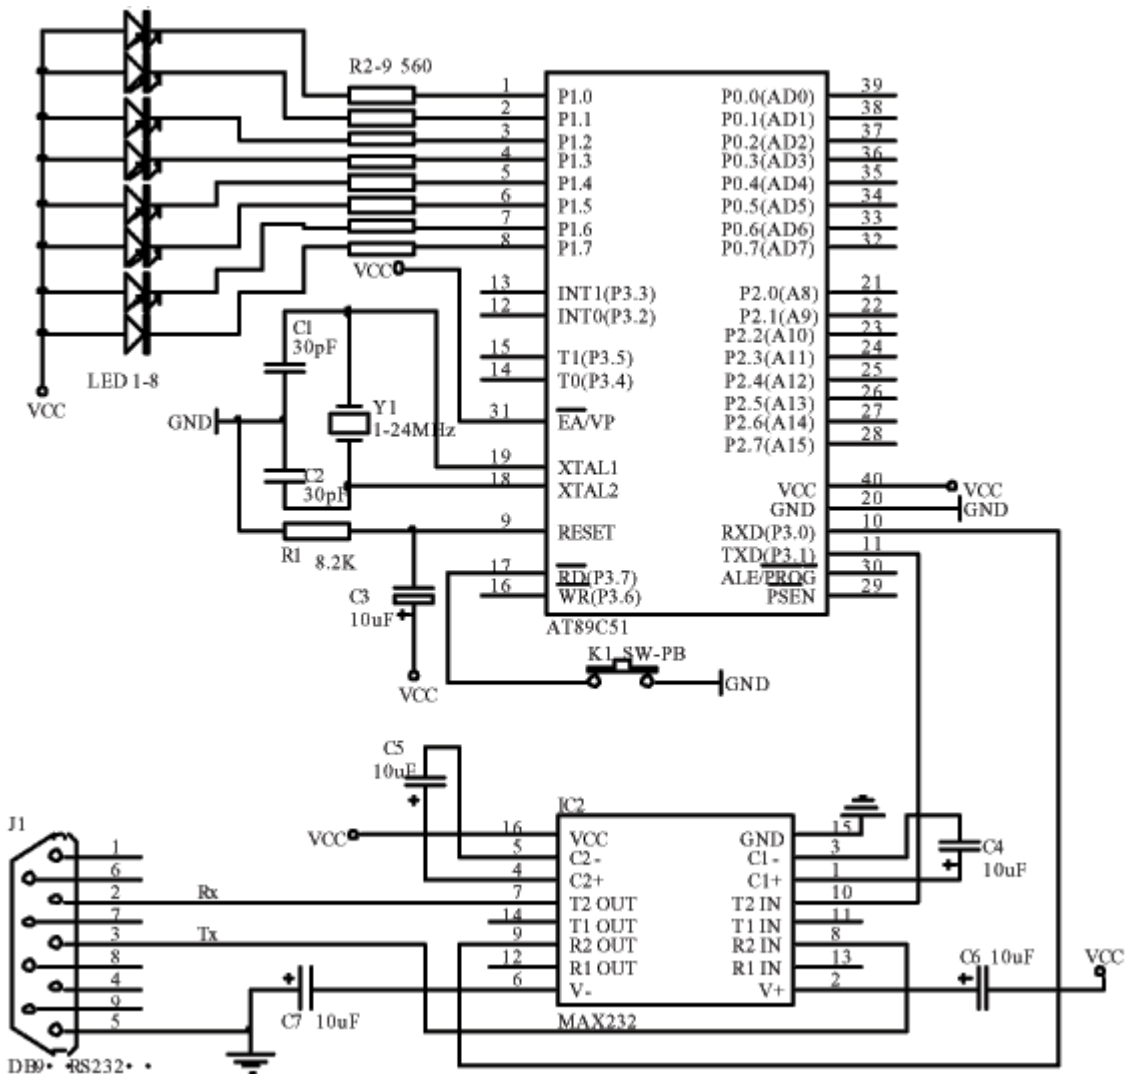 R2-9 560
1 P1.0 P0.0(AD0) 39
2 P1.1 P0.1(AD1) 38
3 P1.2 P0.2(AD2) 37
4 P1.3 P0.3(AD3) 36
5 P1.4 P0.4(AD4) 35
6 P1.5 P0.5(AD5) 34
7 P1.6 P0.6(AD6) 33
8 P1.7 P0.7(AD7) 32
VCC
13 INT1(P3.3) P2.0(A8) 21
12 INT0(P3.2) P2.1(A9) 22
P2.2(A10) 23
C1
30pF
15 T1(P3.5) P2.3(A11) 24
14 T0(P3.4) P2.4(A12) 25
LED 1-8
P2.5(A13) 26
VCC
GND
Y1
1-24MHz
31 EA/VP P2.6(A14) 27
P2.7(A15) 28
19 XTAL1
C2
30pF
18 XTAL2 VCC 40 VCC
GND 20 GND
9 RESET RXD(P3.0) 10
R1 8.2K
TXD(P3.1) 11
17 RD(P3.7) ALE/PROG 30
16 WR(P3.6) PSEN 29
C3
10uF
AT89C51
K1 SW-PB
VCC
GND
C5
10uF
IC2
J1
VCC
16 VCC GND 15
5 C2- C1- 3
C4
10uF
4 C2+ C1+ 1
7 T2 OUT T2 IN 10
14 T1 OUT T1 IN 11
9 R2 OUT R2 IN 8
12 R1 OUT R1 IN 13
6 V- V+ 2
1
6
2 Rx
7
3 Tx
8
4
9
5
C7 10uF
C6 10uF
VCC
MAX232
DB9· ·RS232· ·